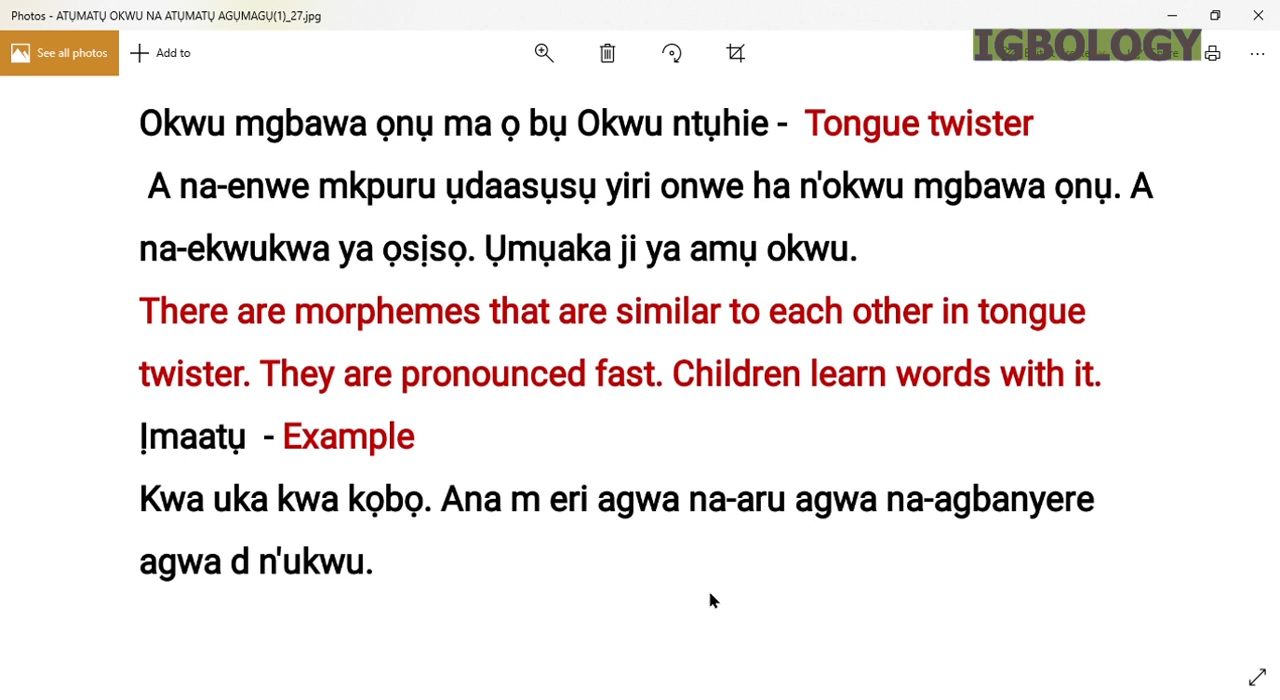 Photos - ATỤMATỤ OKWU NA ATỤMATỤ AGỤMAGỤ(1)_27.jpg
See all photos
Add to
IGBOLOGY
Okwu mgbawa ọnụ ma ọ bụ Okwu ntụhie - Tongue twister
A na-enwe mkpuru ụdaasụsụ yiri onwe ha n'okwu mgbawa ọnụ. A
na-ekwukwa ya ọsịsọ. Ụmụaka ji ya amụ okwu.
There are morphemes that are similar to each other in tongue
twister. They are pronounced fast. Children learn words with it.
Ịmaatụ - Example
Kwa uka kwa kọbọ. Ana m eri agwa na-aru agwa na-agbanyere
agwa d n'ukwu.